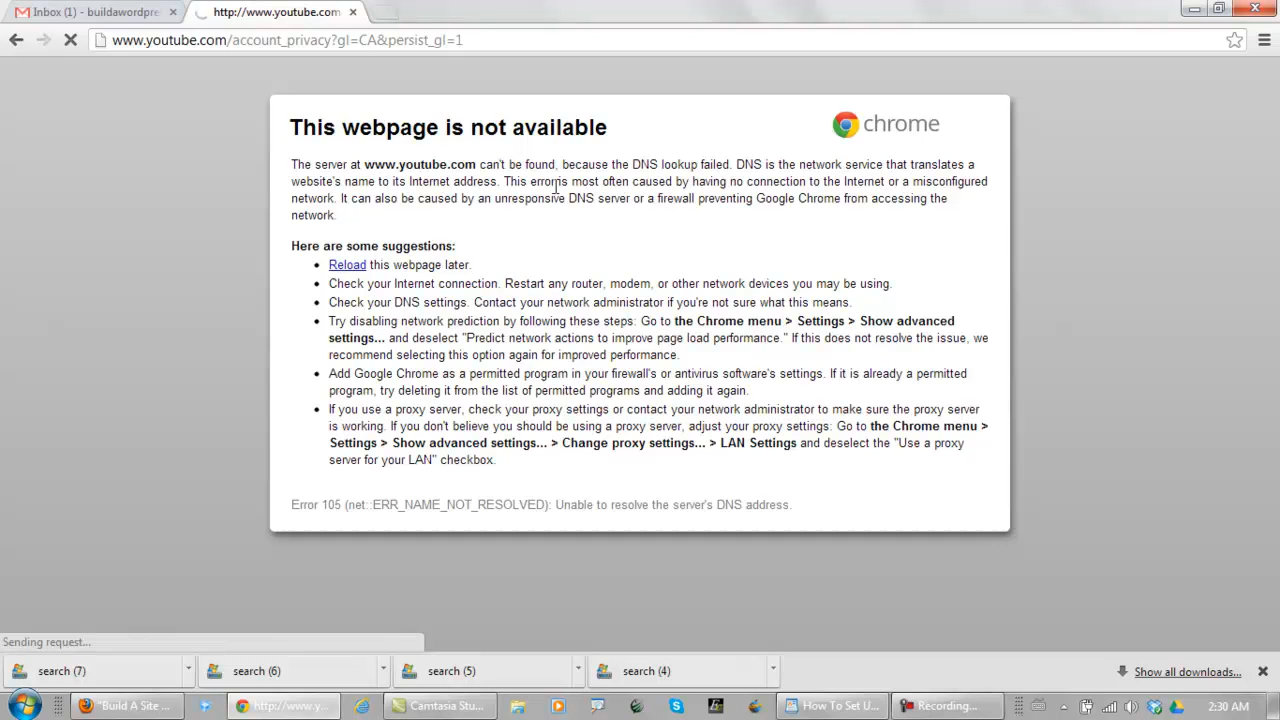 Inbox (1) - buildawordpre
http://www.youtube.com
www.youtube.com/account_privacy?gl=CA&persist_gl=1
This webpage is not available
chrome
The server at www.youtube.com can't be found, because the DNS lookup failed. DNS is the network service that translates a
website's name to its Internet address. This error is most often caused by having no connection to the Internet or a misconfigured
network. It can also be caused by an unresponsive DNS server or a firewall preventing Google Chrome from accessing the
network.
Here are some suggestions:
• Reload this webpage later.
• Check your Internet connection. Restart any router, modem, or other network devices you may be using.
• Check your DNS settings. Contact your network administrator if you're not sure what this means.
• Try disabling network prediction by following these steps: Go to the Chrome menu > Settings > Show advanced
settings... and deselect "Predict network actions to improve page load performance." If this does not resolve the issue, we
recommend selecting this option again for improved performance.
• Add Google Chrome as a permitted program in your firewall's or antivirus software's settings. If it is already a permitted
program, try deleting it from the list of permitted programs and adding it again.
• If you use a proxy server, check your proxy settings or contact your network administrator to make sure the proxy server
is working. If you don't believe you should be using a proxy server, adjust your proxy settings: Go to the Chrome menu >
Settings > Show advanced settings... > Change proxy settings... > LAN Settings and deselect the "Use a proxy
server for your LAN" checkbox.
Error 105 (net::ERR_NAME_NOT_RESOLVED): Unable to resolve the server's DNS address.
Sending request...
search (7)
search (6)
search (5)
search (4)
Show all downloads...
"Build A Site ...
http://www.y...
Camtasia Stu...
How To Set U...
Recording...
2:30 AM